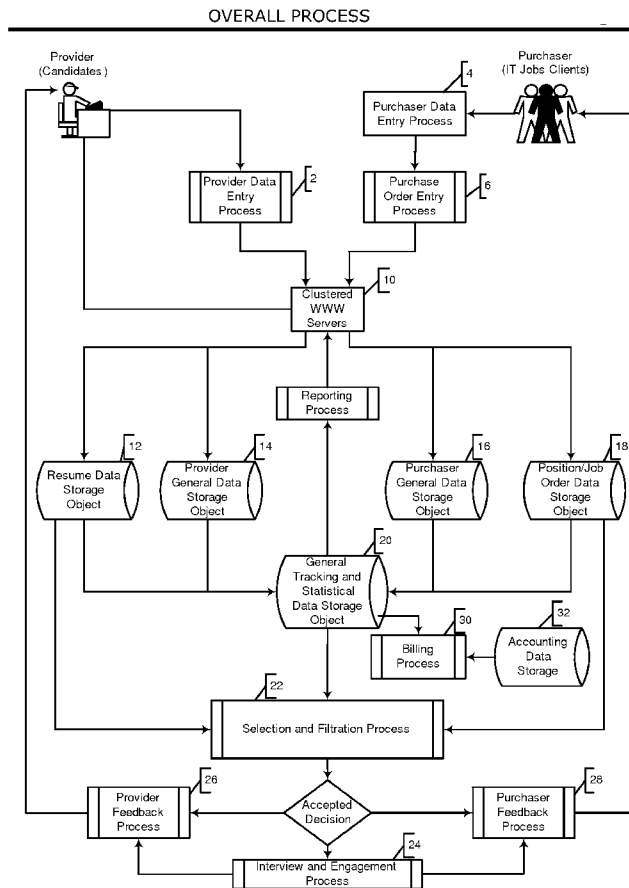 OVERALL PROCESS
Provider
(Candidates)
Purchaser
(IT Jobs Clients)
4
Purchaser Data
Entry Process
2
Provider Data
Entry
Process
6
Purchase
Order Entry
Process
10
Clustered
WWW
Servers
Reporting
Process
12
Resume Data
Storage
Object
14
Provider
General Data
Storage
Object
16
Purchaser
General Data
Storage
Object
18
Position/Job
Order Data
Storage
Object
20
General
Tracking and
Statistical
Data Storage
Object
30
Billing
Process
32
Accounting
Data
Storage
22
Selection and Filtration Process
26
Provider
Feedback
Process
Accepted
Decision
28
Purchaser
Feedback
Process
24
Interview and Engagement
Process